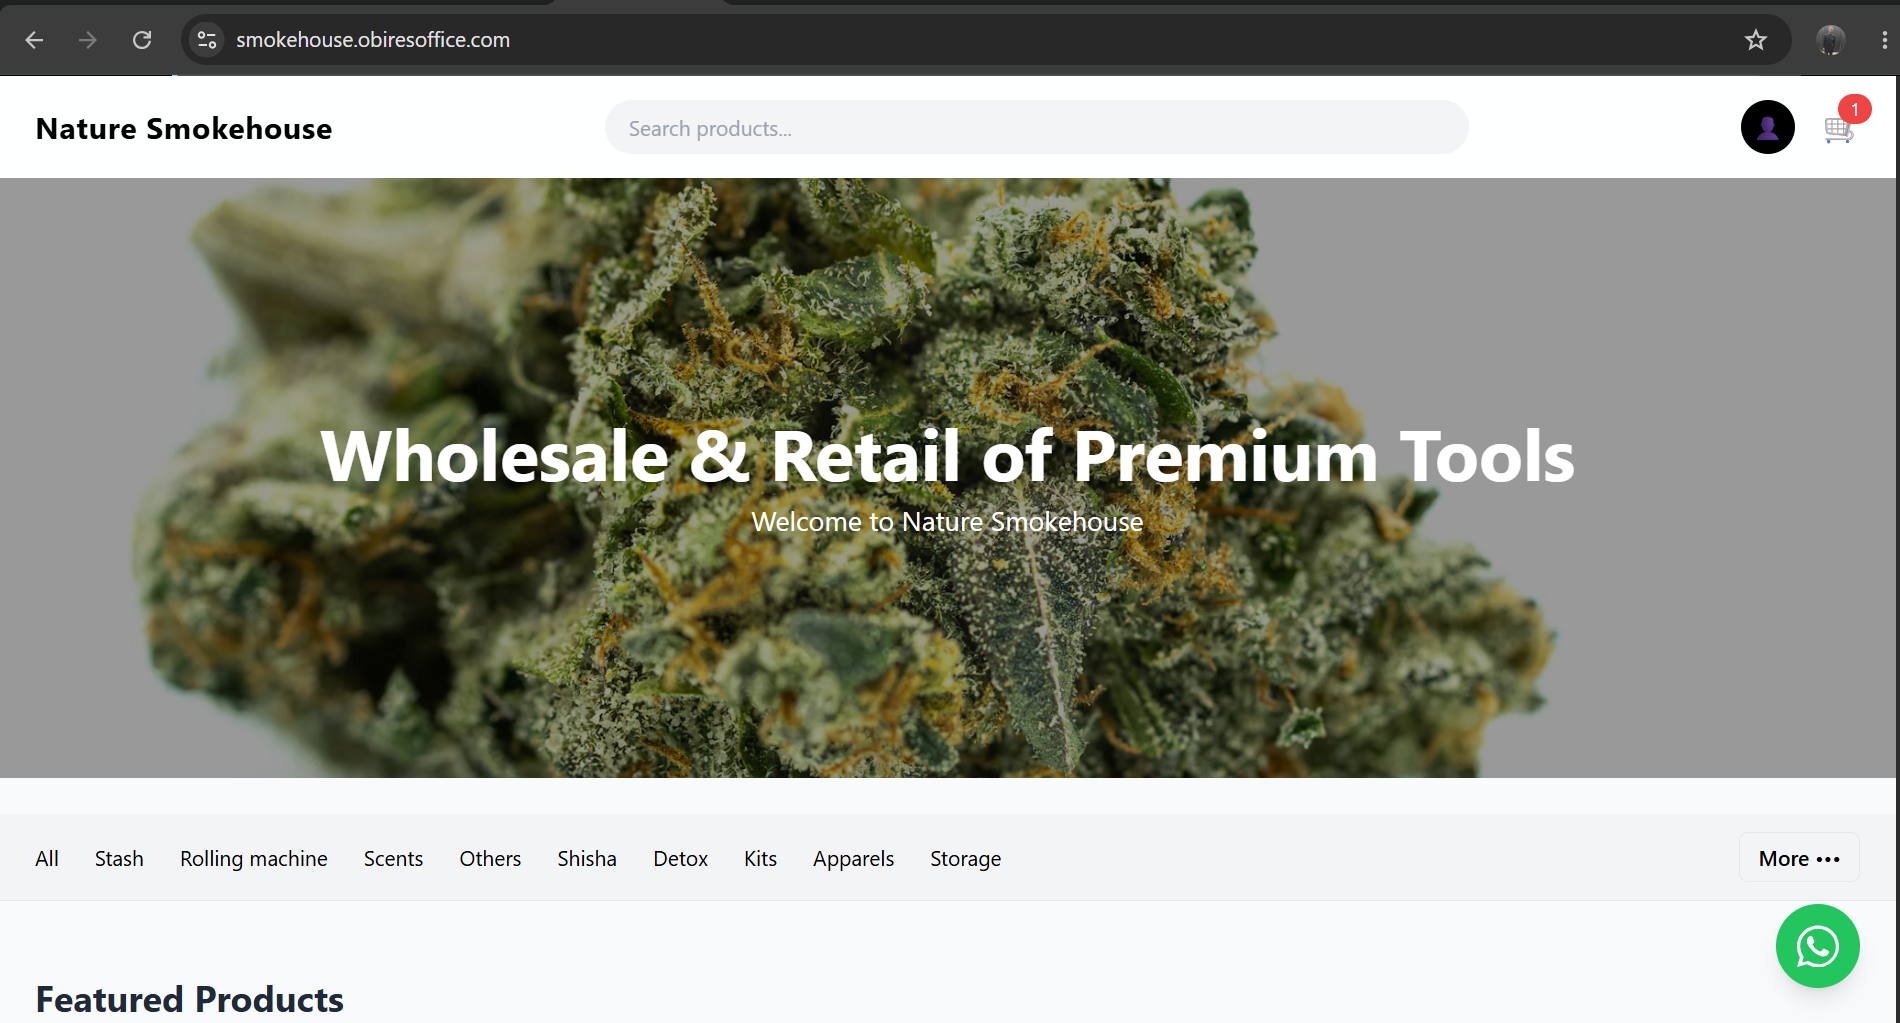 smokehouse.obiresoffice.com
Nature Smokehouse
Search products...
1
Wholesale & Retail of Premium Tools
Welcome to Nature Smokehouse
All Stash Rolling machine Scents Others Shisha Detox Kits Apparels Storage More •••
Featured Products